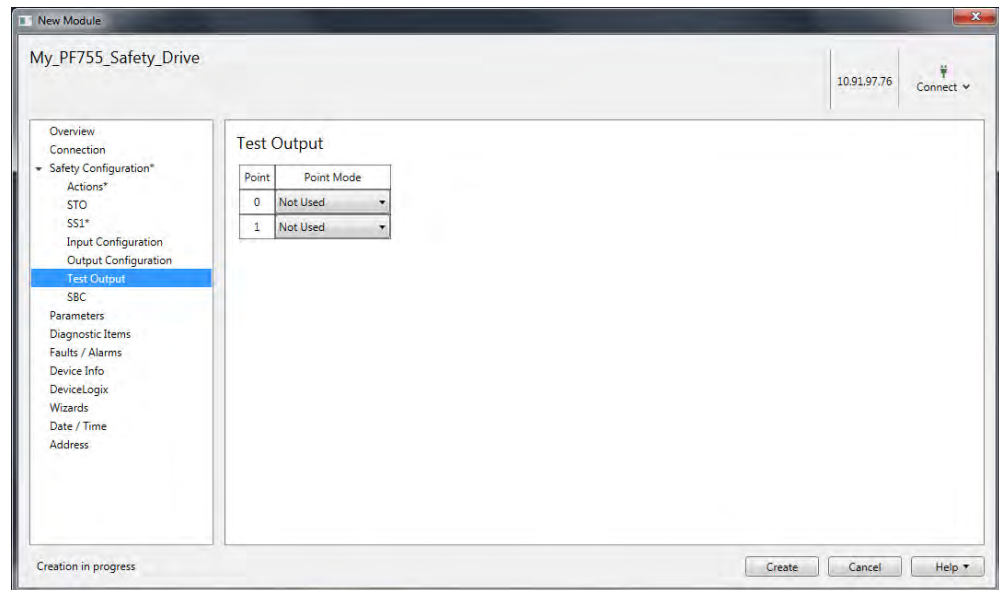 New Module
My_PF755_Safety_Drive
10.91.97.76
Connect
Overview
Connection
Safety Configuration*
Actions*
STO
SS1*
Input Configuration
Output Configuration
Test Output
SBC
Parameters
Diagnostic Items
Faults / Alarms
Device Info
DeviceLogix
Wizards
Date / Time
Address
Test Output
Point Point Mode
0 Not Used
1 Not Used
Creation in progress
Create Cancel Help